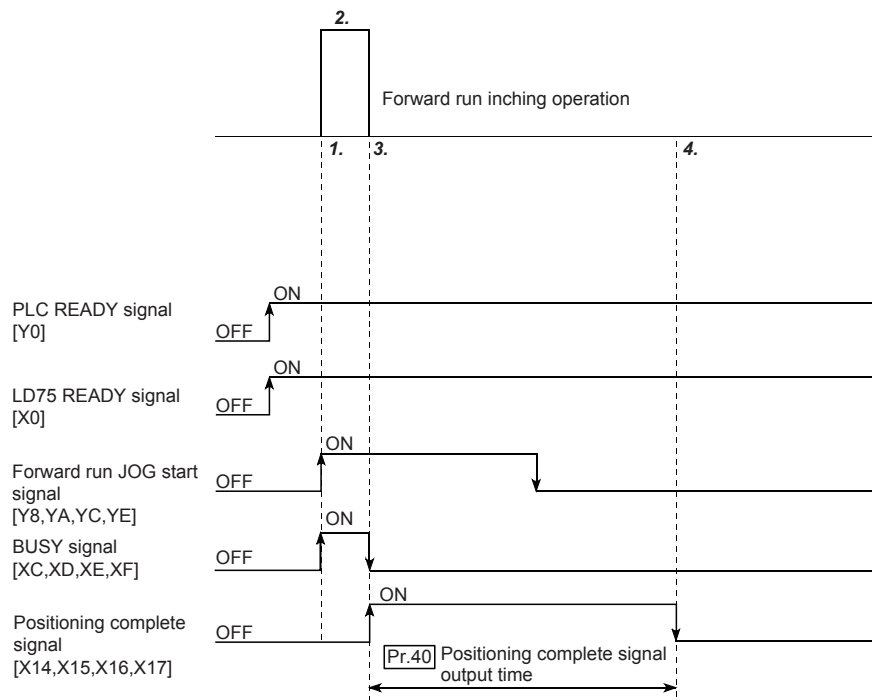 2.
Forward run inching operation
1.
3.
4.
ON
PLC READY signal
[Y0]
OFF
ON
LD75 READY signal
[X0]
OFF
ON
Forward run JOG start
signal
[Y8,YA,YC,YE]
OFF
ON
BUSY signal
[XC,XD,XE,XF]
OFF
ON
Positioning complete
signal
[X14,X15,X16,X17]
OFF
Pr.40 Positioning complete signal
output time